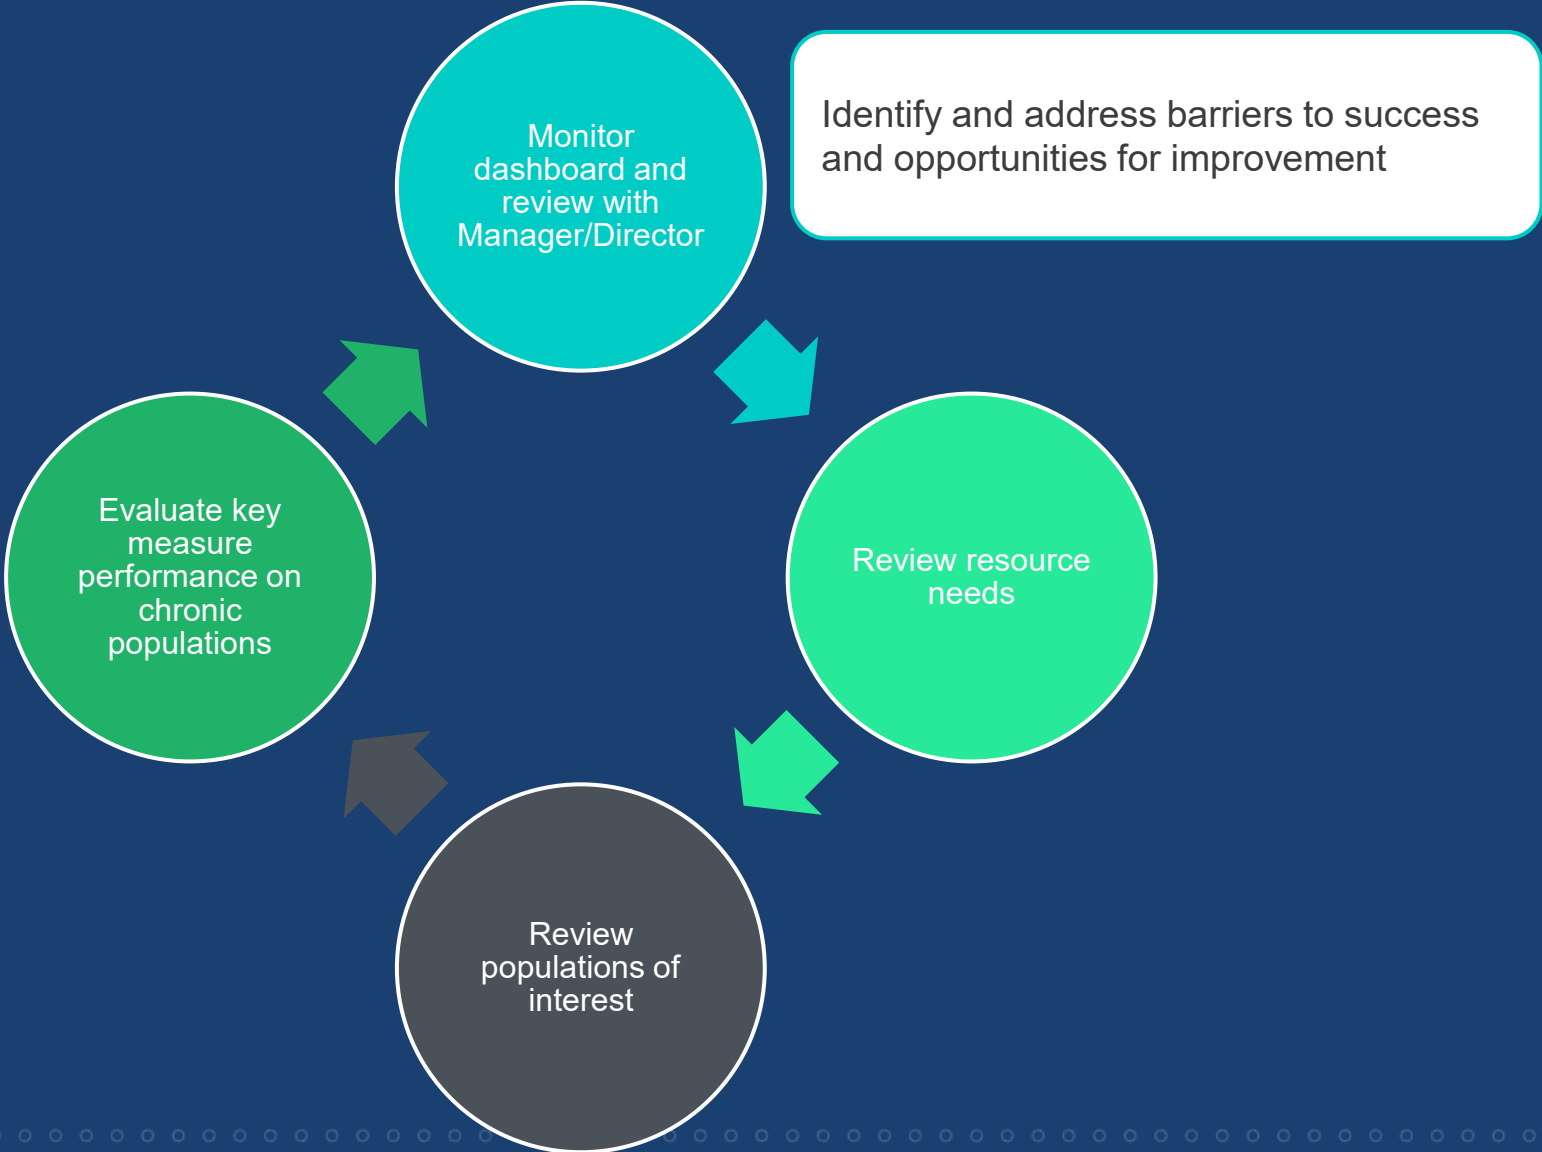 Monitor
dashboard and
review with
Manager/Director
Identify and address barriers to success
and opportunities for improvement
Review resource
needs
Review
populations of
interest
Evaluate key
measure
performance on
chronic
populations